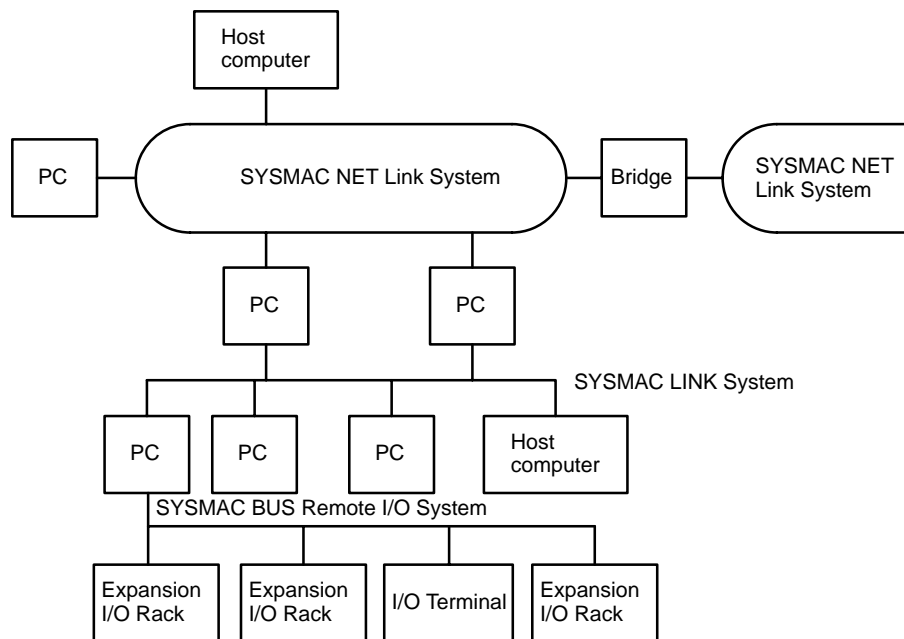 Host
computer
PC
SYSMAC NET Link System
Bridge
SYSMAC NET
Link System
PC
PC
SYSMAC LINK System
PC
PC
PC
Host
computer
SYSMAC BUS Remote I/O System
Expansion
I/O Rack
Expansion
I/O Rack
I/O Terminal
Expansion
I/O Rack